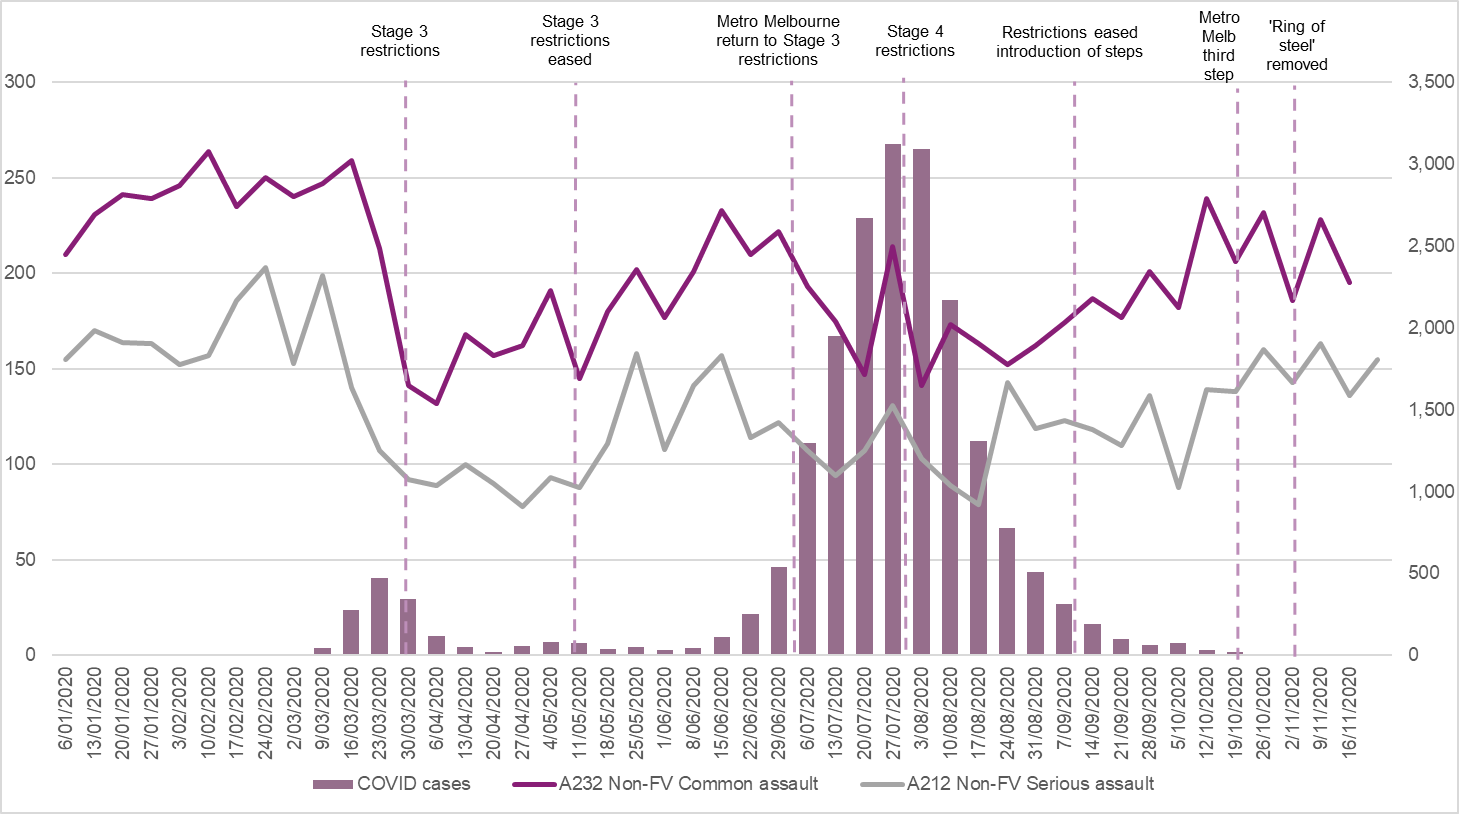 Stage 3
restrictions
Stage 3
restrictions
eased
Metro Melbourne
return to Stage 3
restrictions
Stage 4
restrictions
Restrictions eased
introduction of steps
Metro
Melb
third
step
'Ring of
steel'
removed
300
250
200
150
100
50
0
3,500
3,000
2,500
2,000
1,500
1,000
500
0
6/01/2020
13/01/2020
20/01/2020
27/01/2020
3/02/2020
10/02/2020
17/02/2020
24/02/2020
2/03/2020
9/03/2020
16/03/2020
23/03/2020
30/03/2020
6/04/2020
13/04/2020
20/04/2020
27/04/2020
4/05/2020
11/05/2020
18/05/2020
25/05/2020
1/06/2020
8/06/2020
15/06/2020
22/06/2020
29/06/2020
6/07/2020
13/07/2020
20/07/2020
27/07/2020
3/08/2020
10/08/2020
17/08/2020
24/08/2020
31/08/2020
7/09/2020
14/09/2020
21/09/2020
28/09/2020
5/10/2020
12/10/2020
19/10/2020
26/10/2020
2/11/2020
9/11/2020
16/11/2020
COVID cases
A232 Non-FV Common assault
A212 Non-FV Serious assault